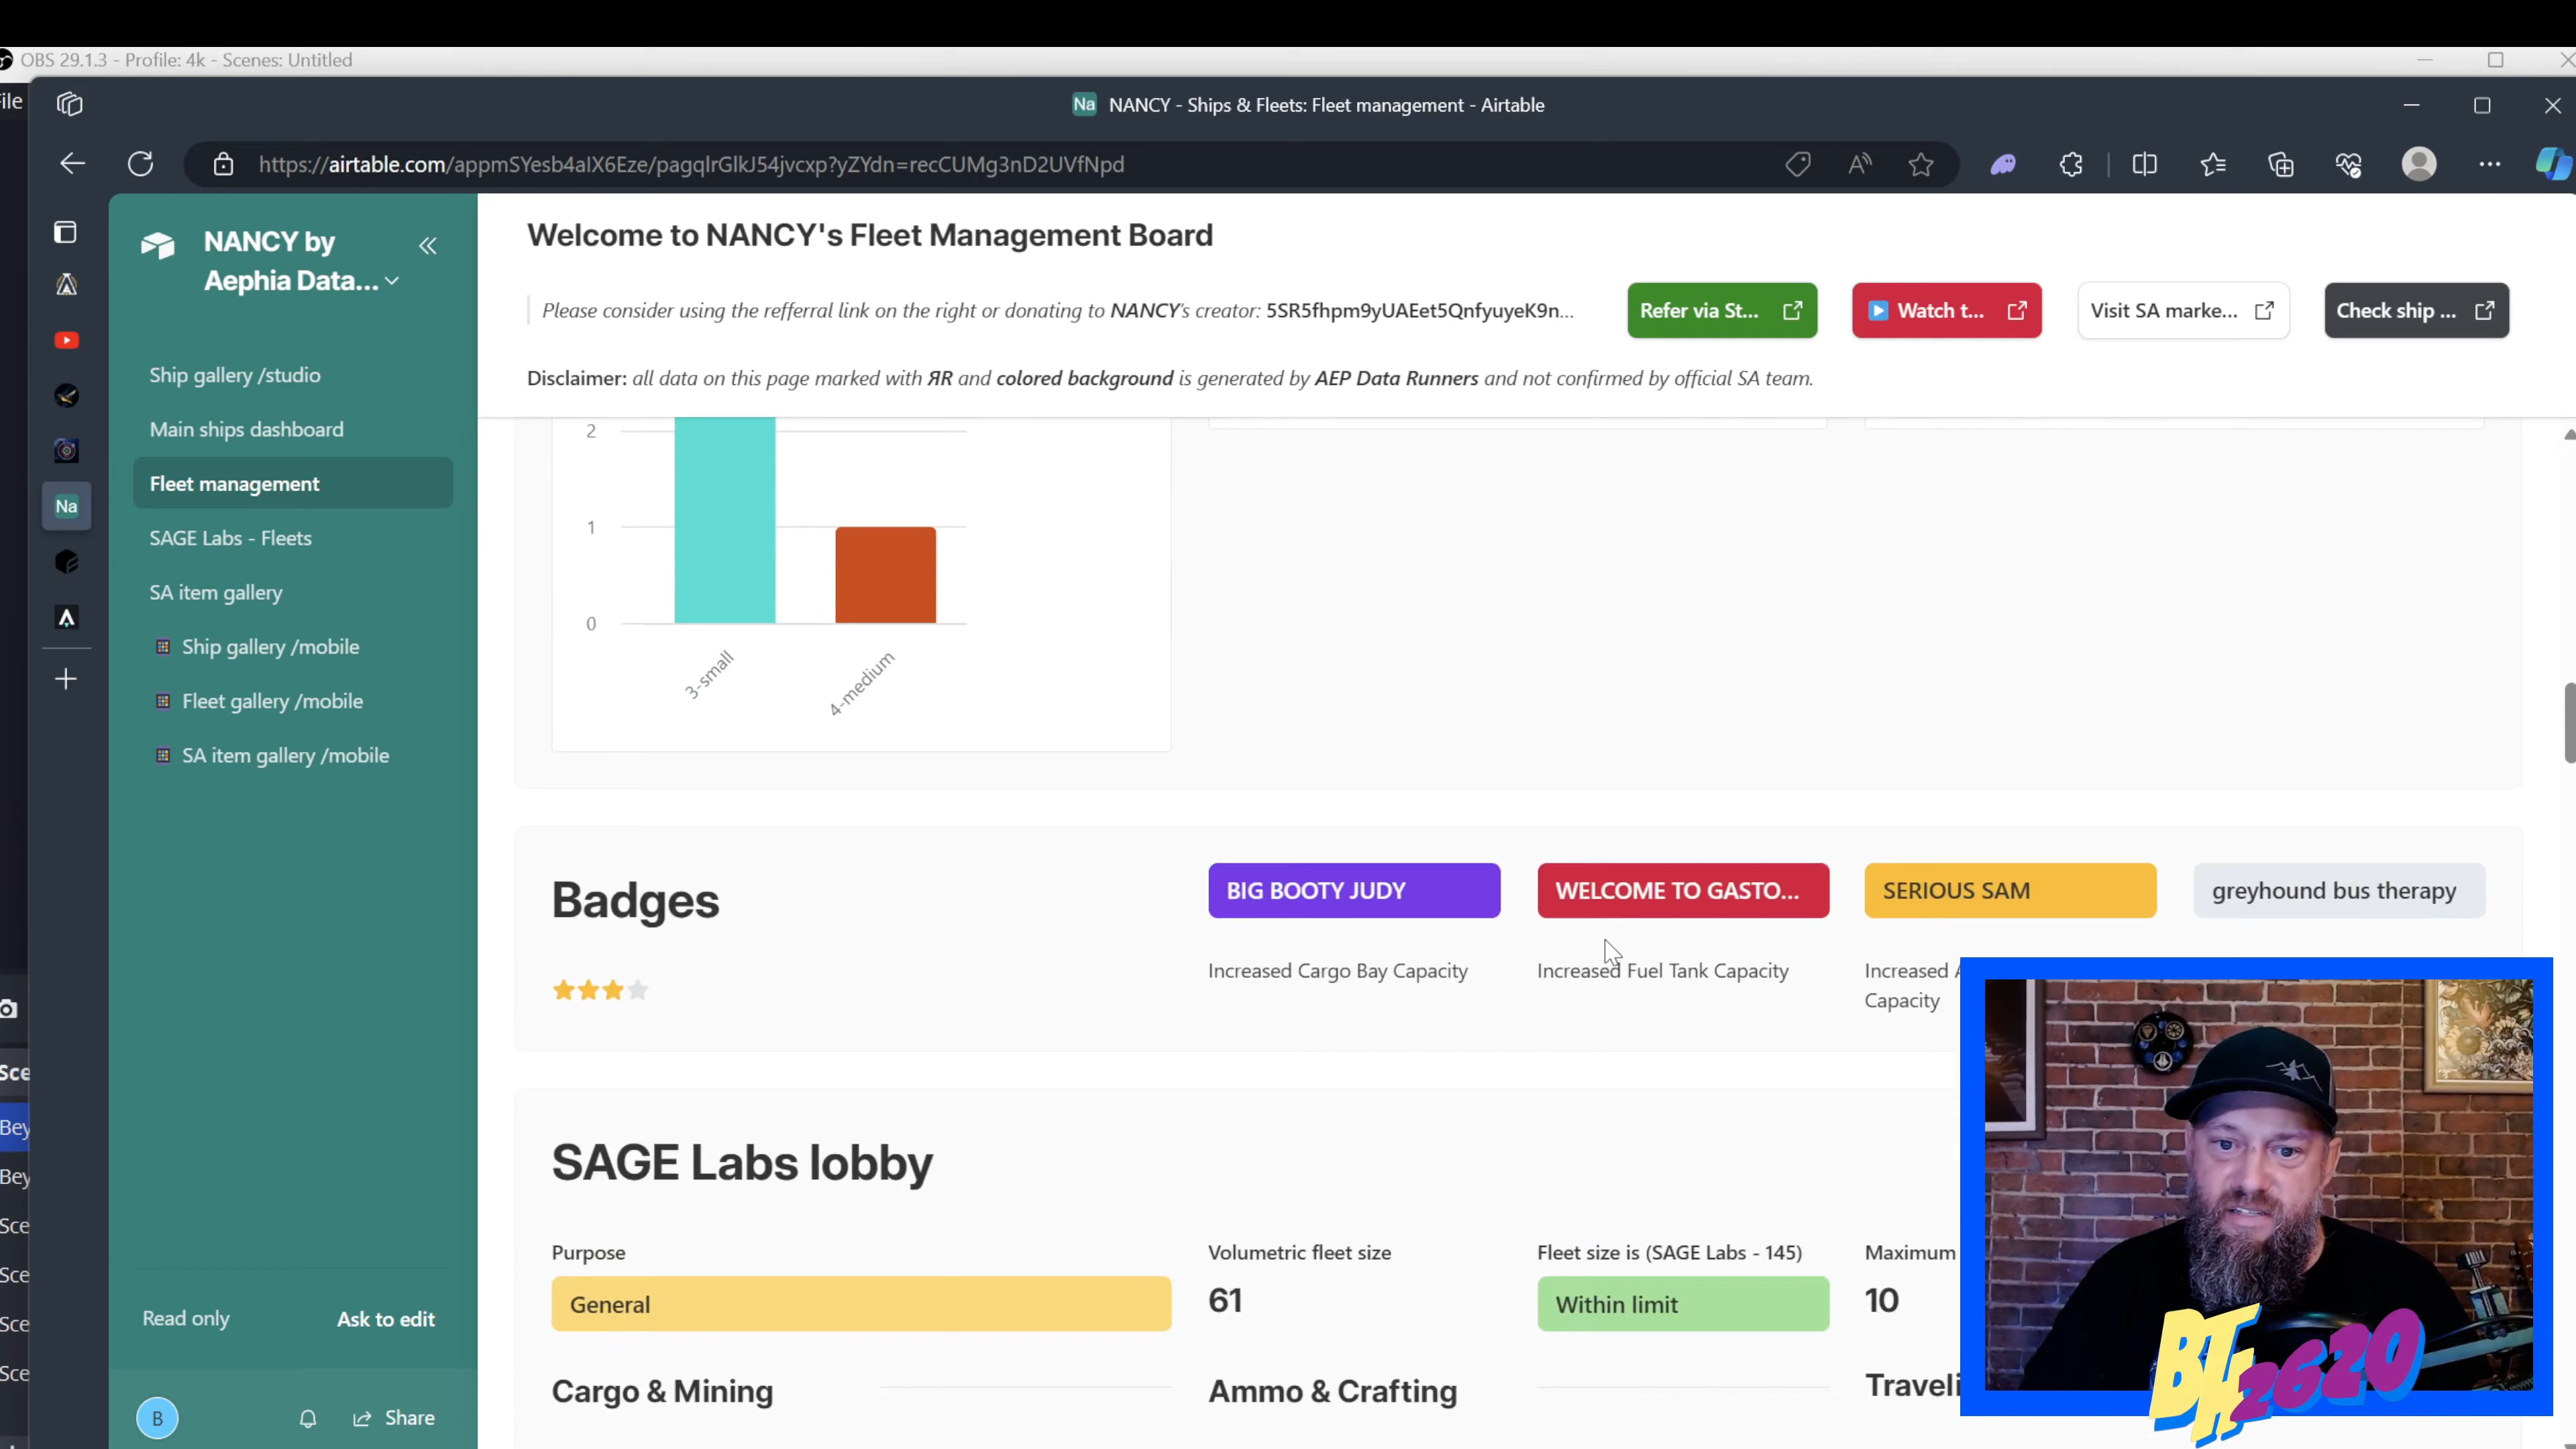 OBS 29.1.3 - Profile: 4k - Scenes: Untitled
File
Na NANCY - Ships & Fleets: Fleet management - Airtable
https://airtable.com/appmSYesb4aIX6Eze/pagqlrGlkJ54jvcxp?yZYdn=recCUMg3nD2UVfNpd
NANCY by
Aephia Data...
Ship gallery /studio
Main ships dashboard
Fleet management
SAGE Labs - Fleets
SA item gallery
Ship gallery /mobile
Fleet gallery /mobile
SA item gallery /mobile
Na
Read only
Ask to edit
B
Share
Sce
Bey
Bey
Sce
Sce
Sce
Sce
Welcome to NANCY's Fleet Management Board
Please consider using the refferral link on the right or donating to NANCY's creator: 5SR5fhpm9yUAEet5QnfyuyeK9n...
Refer via St...
Watch t...
Visit SA marke...
Check ship ...
Disclaimer: all data on this page marked with ЯR and colored background is generated by AEP Data Runners and not confirmed by official SA team.
2
1
0
3-small
4-medium
Badges
BIG BOOTY JUDY
WELCOME TO GASTO...
SERIOUS SAM
greyhound bus therapy
Increased Cargo Bay Capacity
Increased Fuel Tank Capacity
Increased A
Capacity
SAGE Labs lobby
Purpose
General
Volumetric fleet size
61
Fleet size is (SAGE Labs - 145)
Within limit
Maximum
10
Cargo & Mining
Ammo & Crafting
Traveli
BTH2620